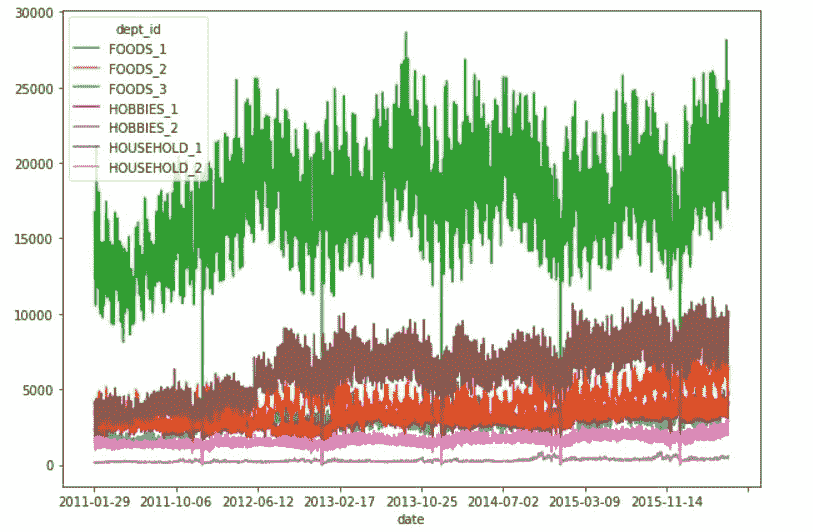 30000
25000
20000
15000
10000
5000
0
dept_id
FOODS_1
FOODS_2
FOODS_3
HOBBIES_1
HOBBIES_2
HOUSEHOLD_1
HOUSEHOLD_2
2011-01-29 2011-10-06 2012-06-12 2013-02-17 2013-10-25 2014-07-02 2015-03-09 2015-11-14
date